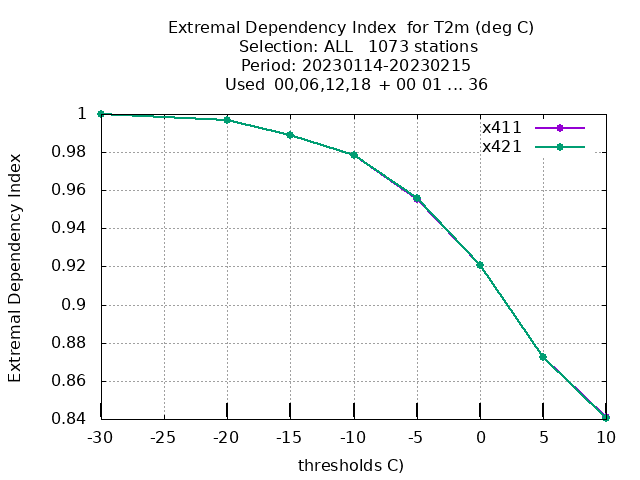 Extremal Dependency Index  for T2m (deg C)
Selection: ALL   1073 stations
Period: 20230114-20230215
Used  00,06,12,18  + 00 01 ... 36
x411
x421
1
0.98
0.96
0.94
0.92
0.9
0.88
0.86
0.84
Extremal Dependency Index
-30 -25 -20 -15 -10 -5 0 5 10
thresholds C)